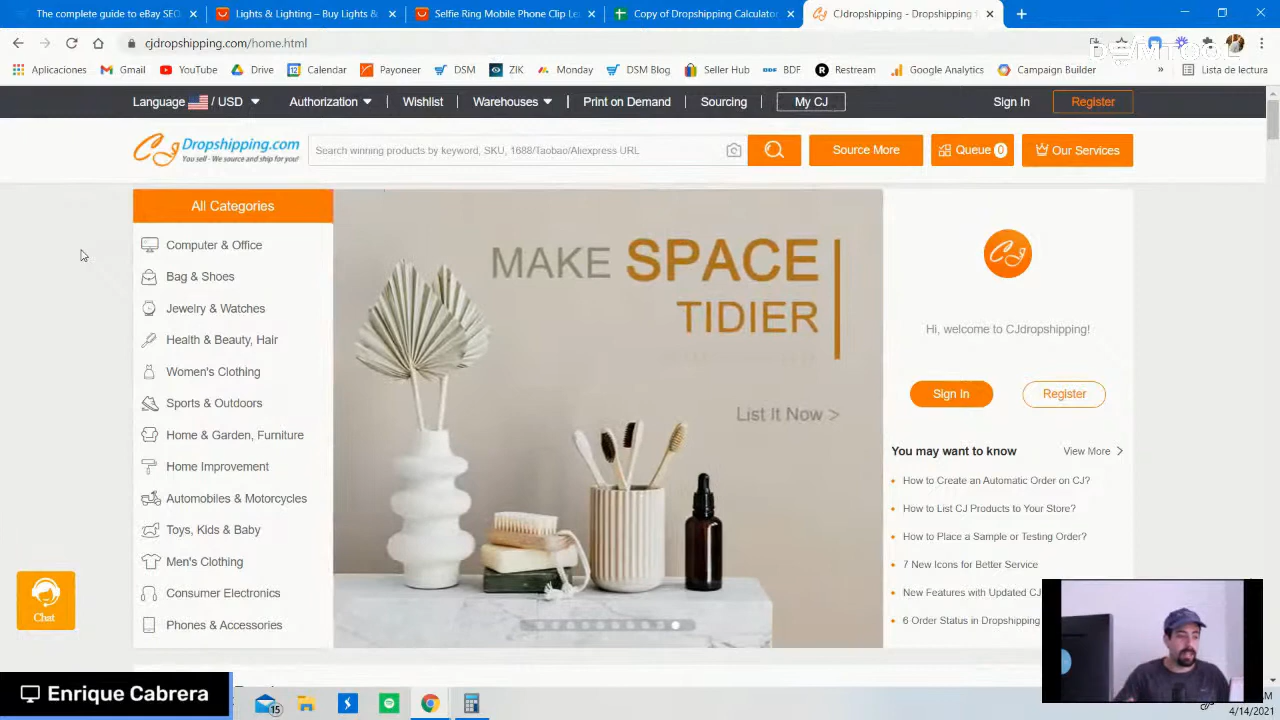 The complete guide to eBay SEO
Lights & Lighting – Buy Lights &
Selfie Ring Mobile Phone Clip Le
Copy of Dropshipping Calculator
CJdropshipping - Dropshipping f
cjdropshipping.com/home.html
Aplicaciones
Gmail
YouTube
Drive
Calendar
Payoneer
DSM
ZIK
Monday
DSM Blog
Seller Hub
BDF
Restream
Google Analytics
Campaign Builder
»
Lista de lectura
Language / USD
Authorization
Wishlist
Warehouses
Print on Demand
Sourcing
My CJ
Sign In
Register
CJ Dropshipping.com
You sell - We source and ship for you!
Search winning products by keyword, SKU, 1688/Taobao/Aliexpress URL
Source More
Queue 0
Our Services
All Categories
Computer & Office
Bag & Shoes
Jewelry & Watches
Health & Beauty, Hair
Women's Clothing
Sports & Outdoors
Home & Garden, Furniture
Home Improvement
Automobiles & Motorcycles
Toys, Kids & Baby
Men's Clothing
Consumer Electronics
Phones & Accessories
MAKE SPACE
TIDIER
List It Now >
CJ
Hi, welcome to CJdropshipping!
Sign in
Register
You may want to know
View More
How to Create an Automatic Order on CJ?
How to List CJ Products to Your Store?
How to Place a Sample or Testing Order?
7 New Icons for Better Service
New Features with Updated CJ
6 Order Status in Dropshipping
Chat
Enrique Cabrera
15
4/14/2021